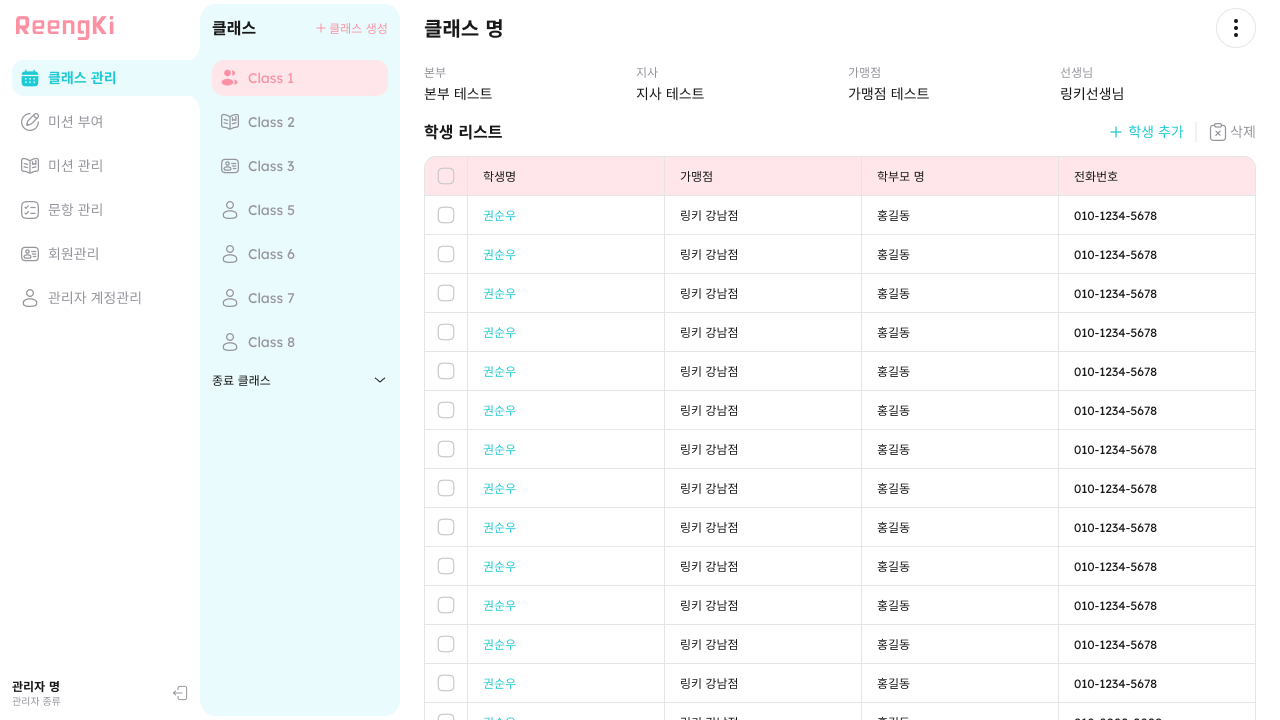 ReengKi
클래스 관리
미션 부여
미션 관리
문항 관리
회원관리
관리자 계정관리
관리자 명
관리자 종류
클래스
+ 클래스 생성
Class 1
Class 2
Class 3
Class 5
Class 6
Class 7
Class 8
종료 클래스
클래스 명
본부 지사 가맹점 선생님
본부 테스트 지사 테스트 가맹점 테스트 링키선생님
학생 리스트 + 학생 추가 삭제
학생명 가맹점 학부모 명 전화번호
권순우 링키 강남점 홍길동 010-1234-5678
권순우 링키 강남점 홍길동 010-1234-5678
권순우 링키 강남점 홍길동 010-1234-5678
권순우 링키 강남점 홍길동 010-1234-5678
권순우 링키 강남점 홍길동 010-1234-5678
권순우 링키 강남점 홍길동 010-1234-5678
권순우 링키 강남점 홍길동 010-1234-5678
권순우 링키 강남점 홍길동 010-1234-5678
권순우 링키 강남점 홍길동 010-1234-5678
권순우 링키 강남점 홍길동 010-1234-5678
권순우 링키 강남점 홍길동 010-1234-5678
권순우 링키 강남점 홍길동 010-1234-5678
권순우 링키 강남점 홍길동 010-1234-5678